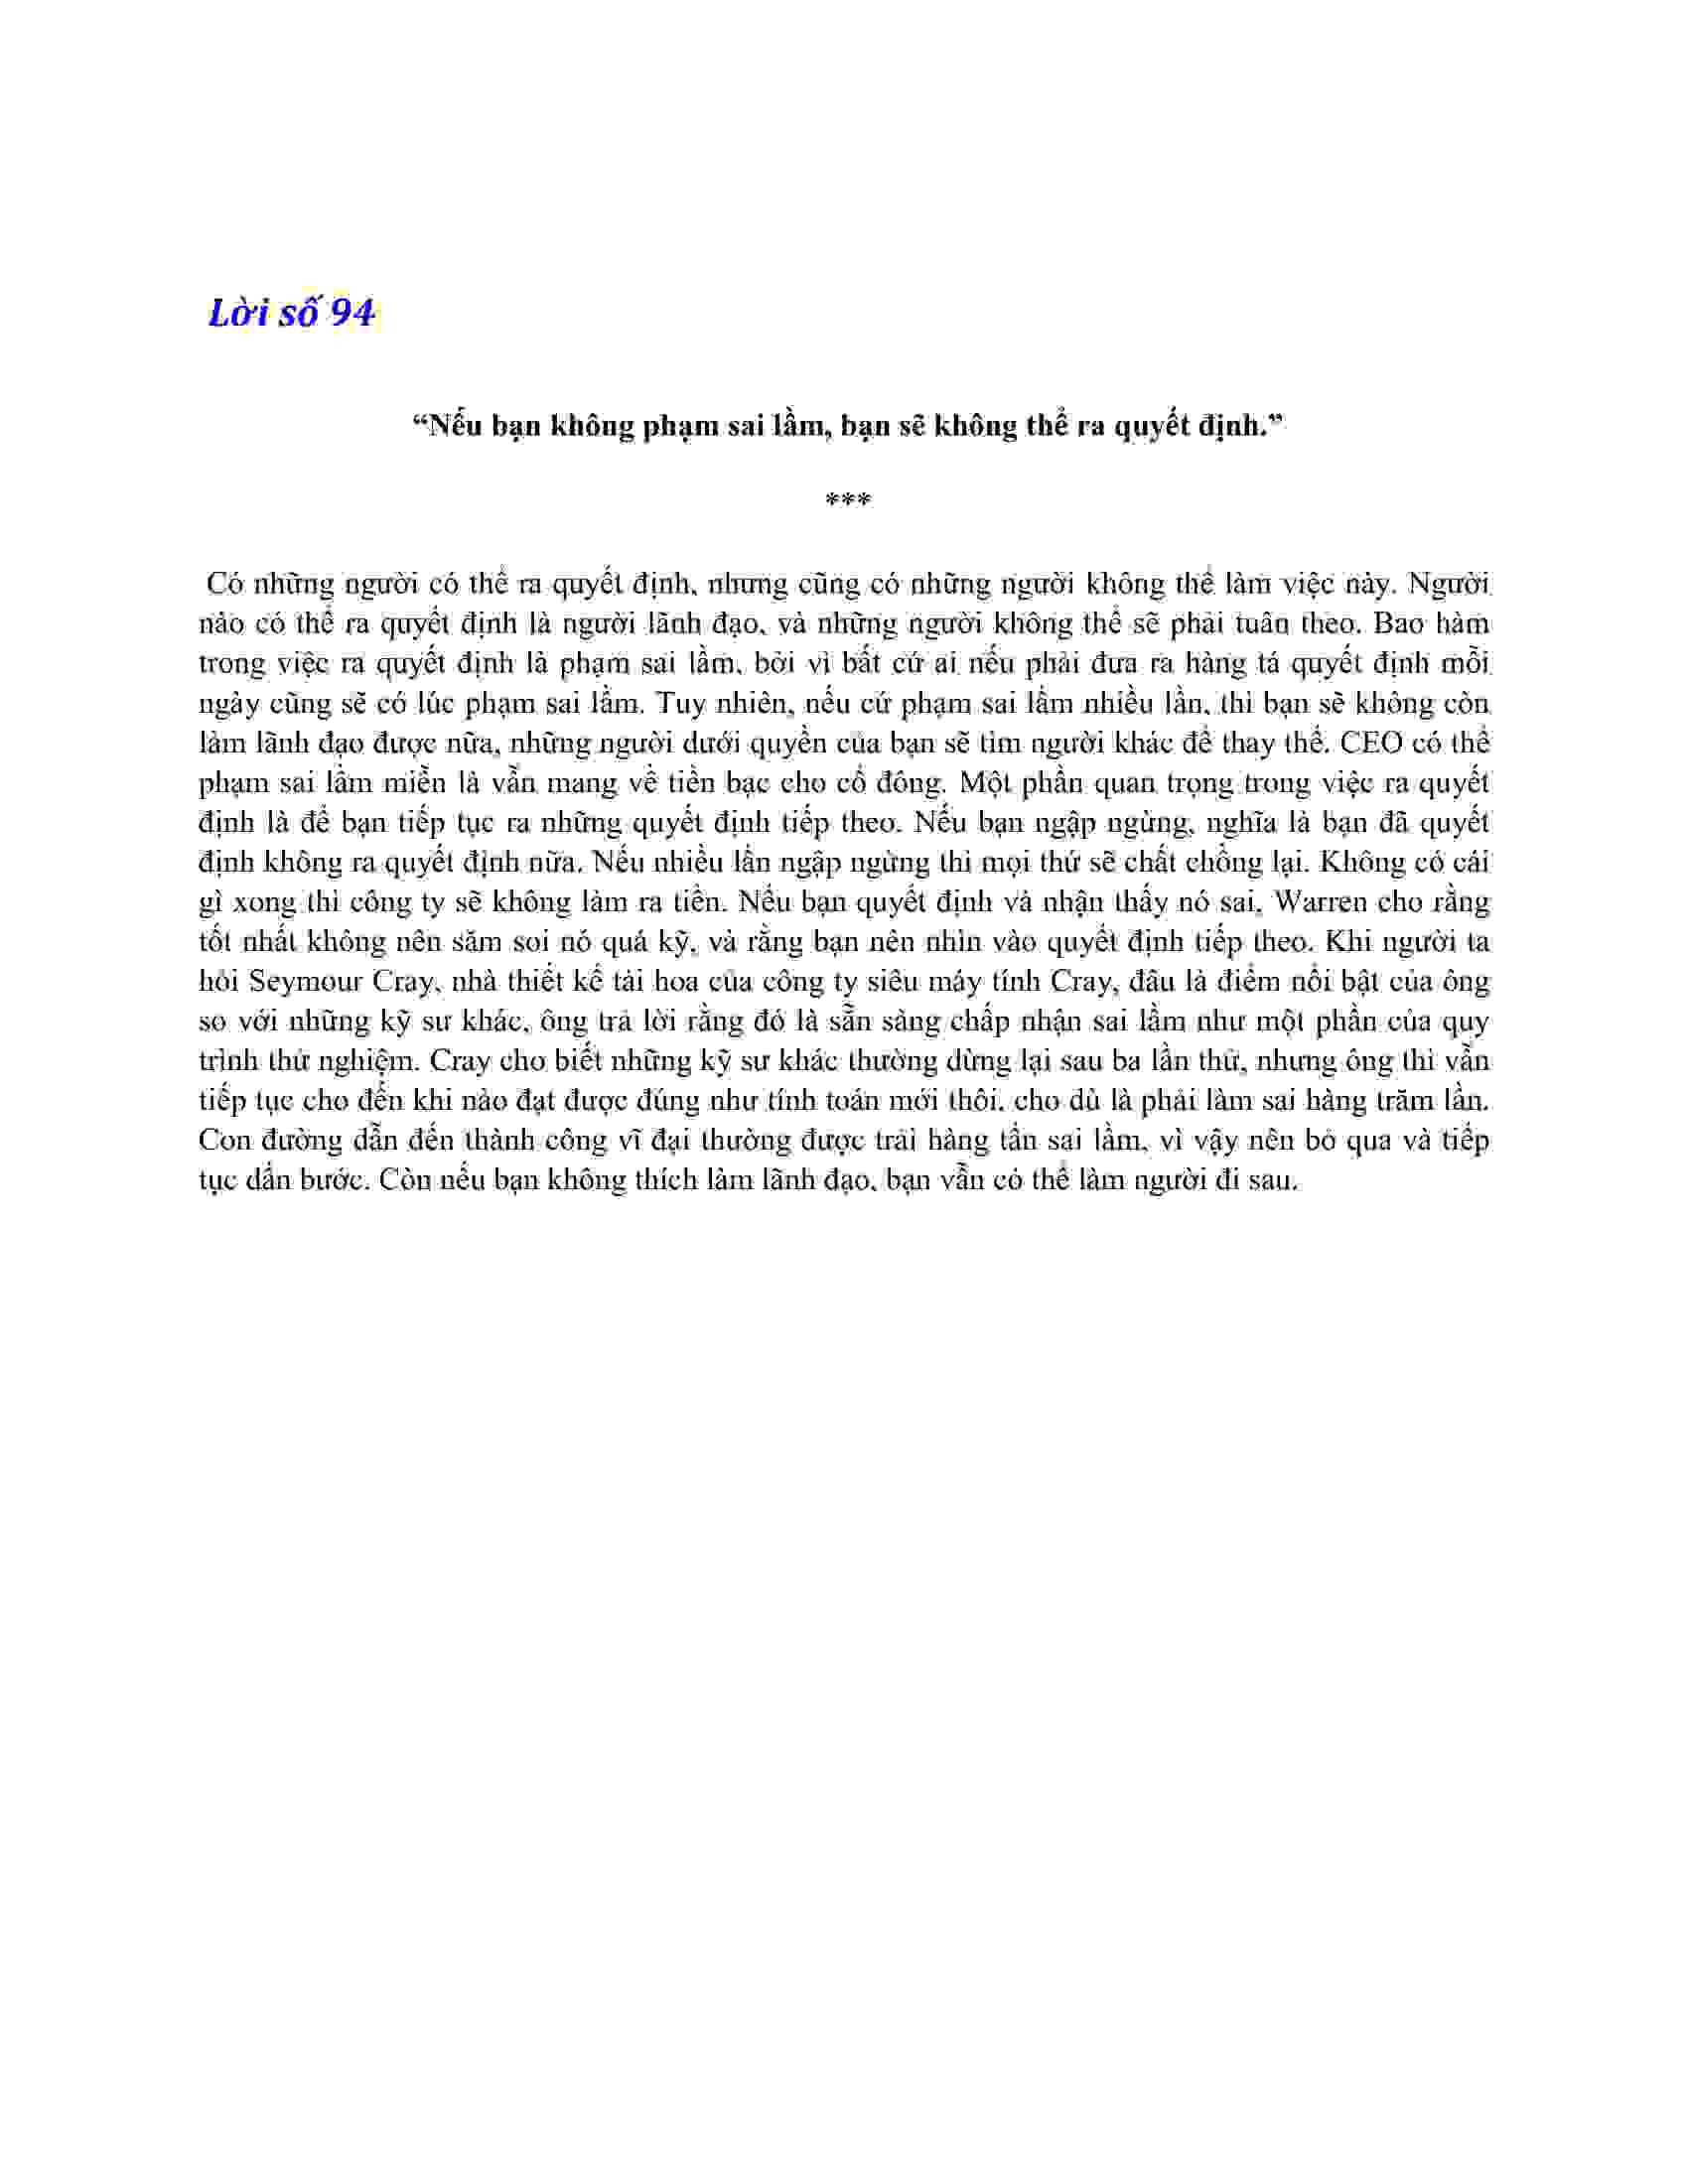 Lời số 94
“Nếu bạn không phạm sai lầm, bạn sẽ không thể ra quyết định.”
***
Có những người có thể ra quyết định, nhưng cũng có những người không thể làm việc này. Người
nào có thể ra quyết định là người lãnh đạo, và những người không thể sẽ phải tuân theo. Bao hàm
trong việc ra quyết định là phạm sai lầm, bởi vì bất cứ ai nếu phải đưa ra hàng tá quyết định mỗi
ngày cũng sẽ có lúc phạm sai lầm. Tuy nhiên, nếu cứ phạm sai lầm nhiều lần, thì bạn sẽ không còn
làm lãnh đạo được nữa, những người dưới quyền của bạn sẽ tìm người khác để thay thế. CEO có thể
phạm sai lầm miễn là vẫn mang về tiền bạc cho cổ đông. Một phần quan trọng trong việc ra quyết
định là để bạn tiếp tục ra những quyết định tiếp theo. Nếu bạn ngập ngừng, nghĩa là bạn đã quyết
định không ra quyết định nữa. Nếu nhiều lần ngập ngừng thì mọi thứ sẽ chất chồng lại. Không có cái
gì xong thì công ty sẽ không làm ra tiền. Nếu bạn quyết định và nhận thấy nó sai, Warren cho rằng
tốt nhất không nên săm soi nó quá kỹ, và rằng bạn nên nhìn vào quyết định tiếp theo. Khi người ta
hỏi Seymour Cray, nhà thiết kế tài hoa của công ty siêu máy tính Cray, đâu là điểm nổi bật của ông
so với những kỹ sư khác, ông trả lời rằng đó là sẵn sàng chấp nhận sai lầm như một phần của quy
trình thử nghiệm. Cray cho biết những kỹ sư khác thường dừng lại sau ba lần thử, nhưng ông thì vẫn
tiếp tục cho đến khi nào đạt được đúng như tính toán mới thôi, cho dù là phải làm sai hàng trăm lần.
Con đường dẫn đến thành công vĩ đại thường được trải hàng tấn sai lầm, vì vậy nên bỏ qua và tiếp
tục dấn bước. Còn nếu bạn không thích làm lãnh đạo, bạn vẫn có thể làm người đi sau.